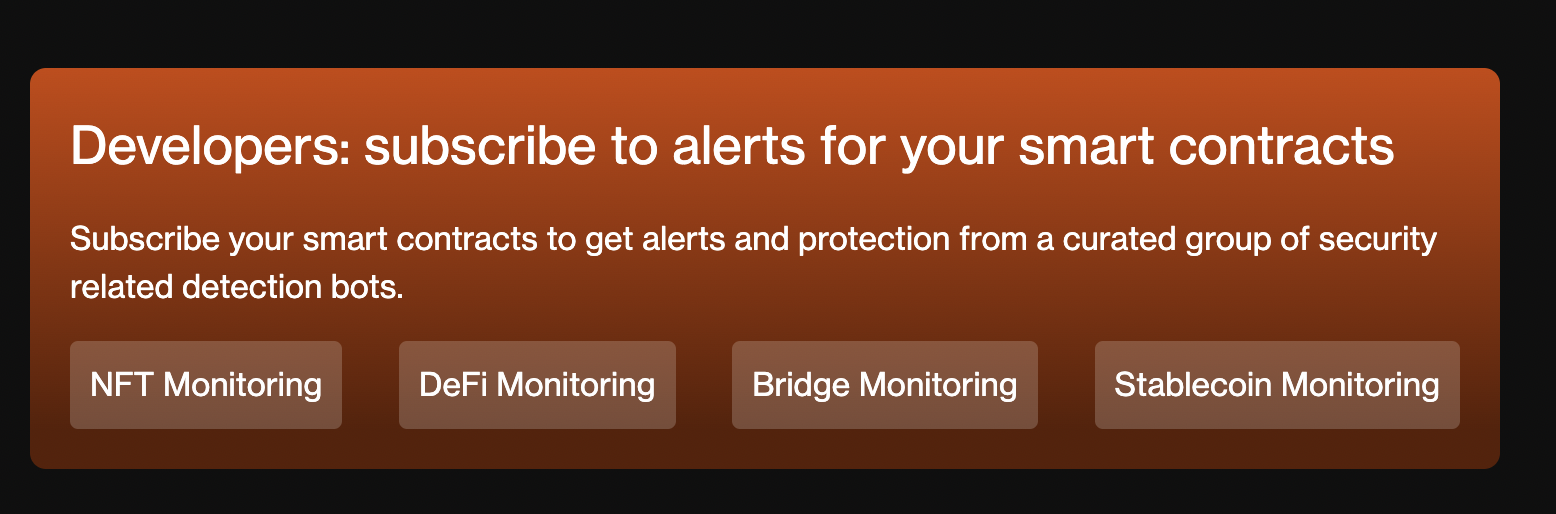 Developers: subscribe to alerts for your smart contracts
Subscribe your smart contracts to get alerts and protection from a curated group of security
related detection bots.
NFT Monitoring
DeFi Monitoring
Bridge Monitoring
Stablecoin Monitoring